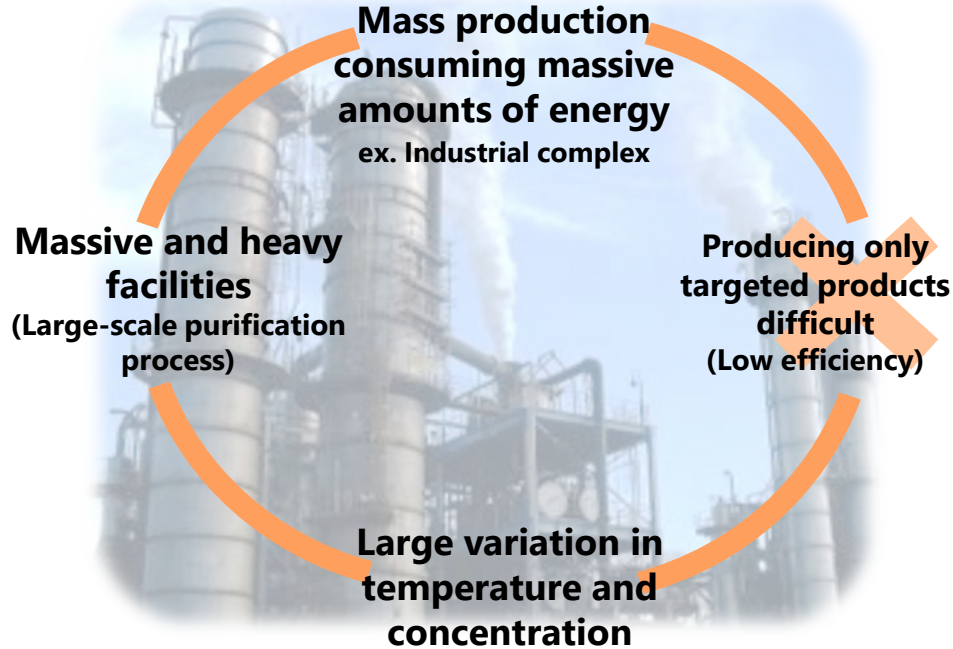 Mass production
consuming massive
amounts of energy
ex. Industrial complex
Massive and heavy
facilities
(Large-scale purification
process)
Producing only
targeted products
difficult
(Low efficiency)
Large variation in
temperature and
concentration